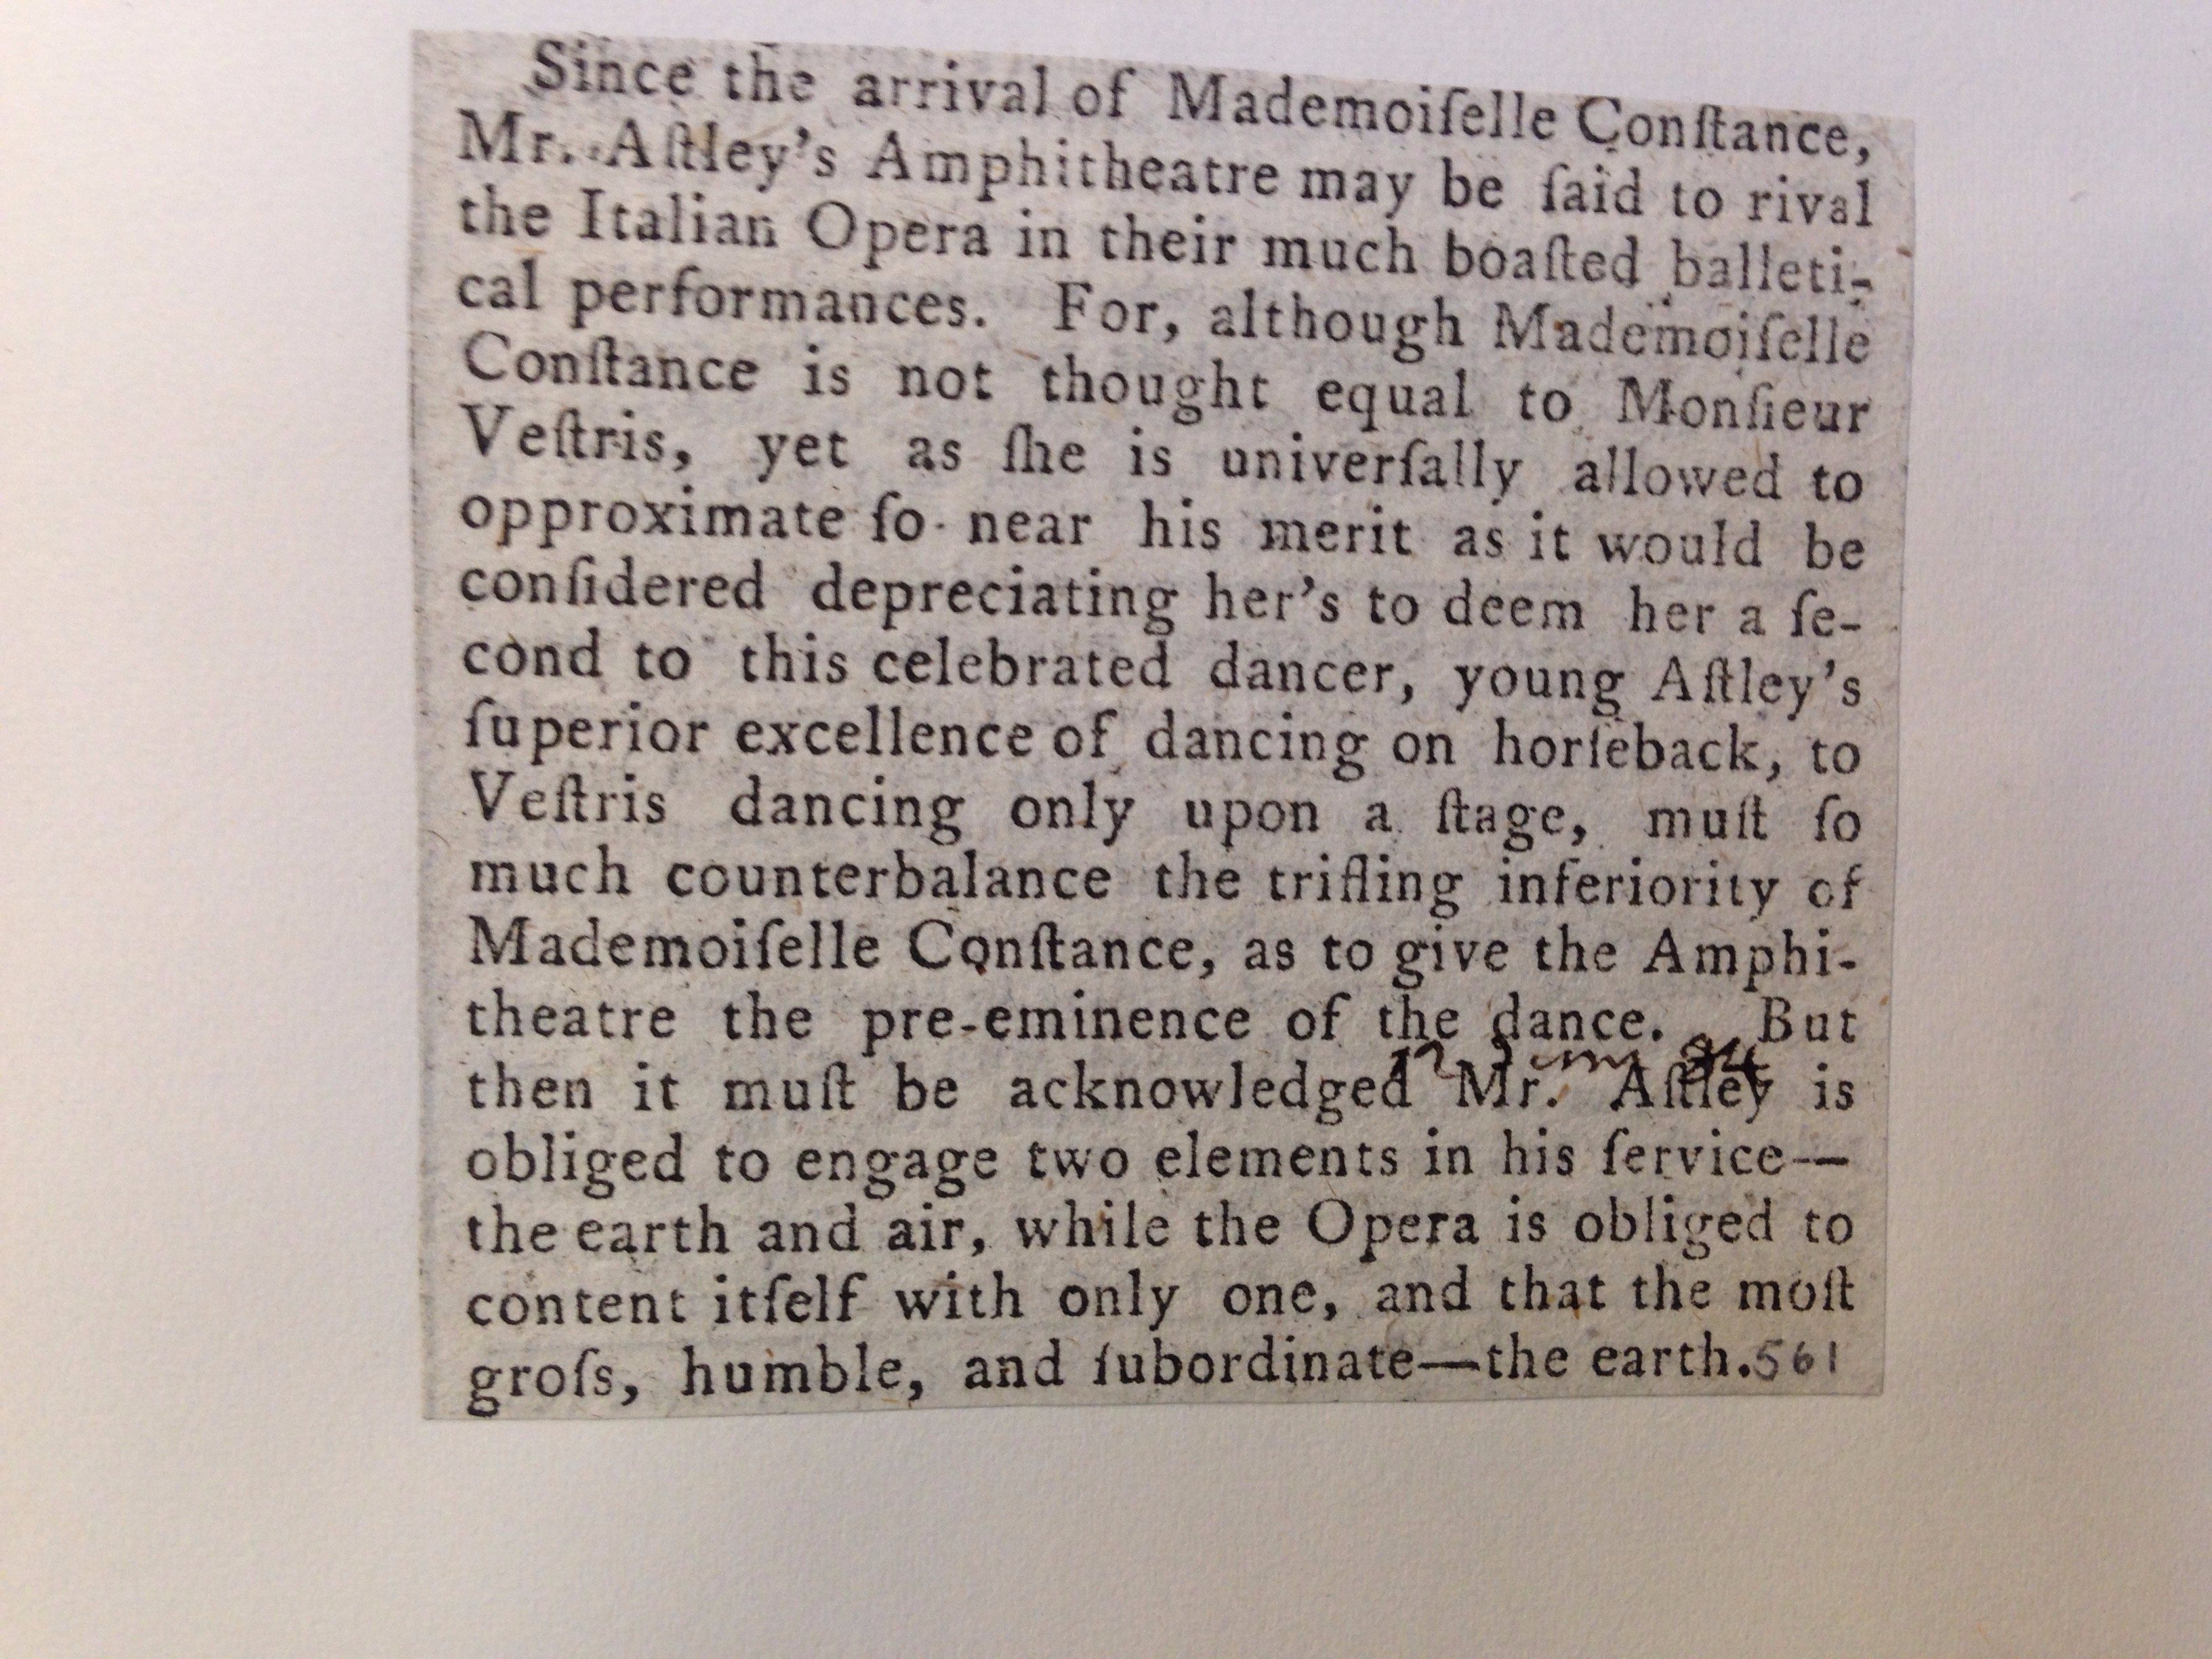 Since the arrival of Mademoiſelle Conſtance,
Mr. Aſtley's Amphitheatre may be ſaid to rival
the Italian Opera in their much boaſted balleti-
cal performances. For, although Mademoiſelle
Conſtance is not thought equal to Monſieur
Veſtris, yet as ſhe is univerſally allowed to
opproximate ſo near his merit as it would be
conſidered depreciating her's to deem her a ſe-
cond to this celebrated dancer, young Aſtley's
ſuperior excellence of dancing on horſeback, to
Veſtris dancing only upon a ſtage, muſt ſo
much counterbalance the trifling inferiority of
Mademoiſelle Conſtance, as to give the Amphi-
theatre the pre-eminence of the dance. But
then it muſt be acknowledged Mr. Aſtley is
obliged to engage two elements in his ſervice—
the earth and air, while the Opera is obliged to
content itſelf with only one, and that the moſt
groſs, humble, and ſubordinate—the earth. 561